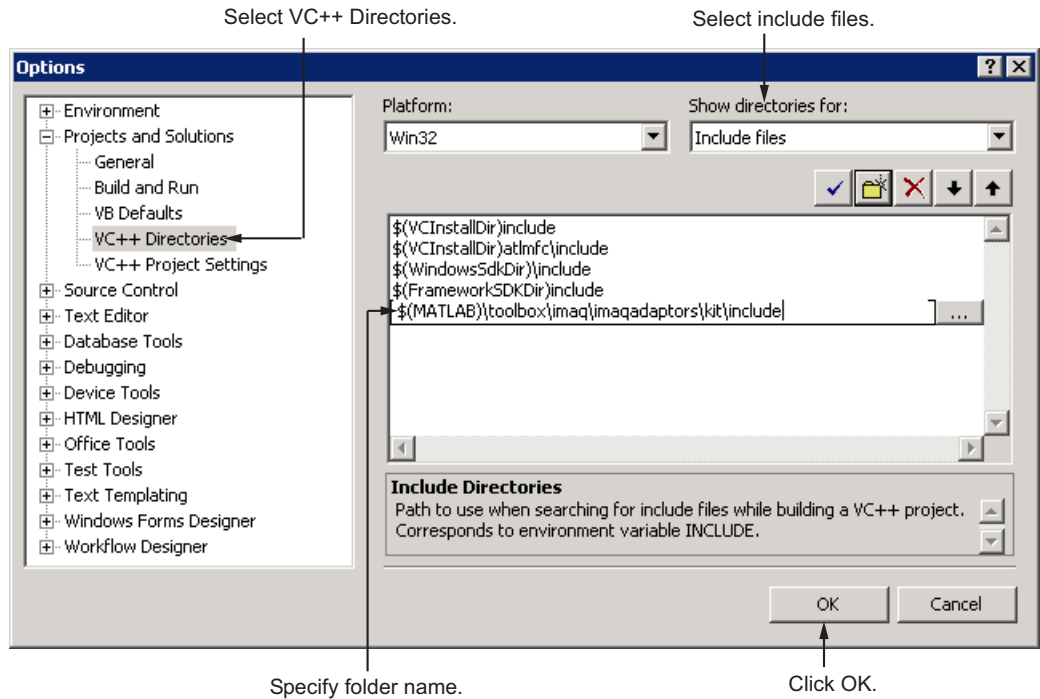 Select VC++ Directories.
Select include files.
Options
Environment
Projects and Solutions
General
Build and Run
VB Defaults
VC++ Directories
VC++ Project Settings
Source Control
Text Editor
Database Tools
Debugging
Device Tools
HTML Designer
Office Tools
Test Tools
Text Templating
Windows Forms Designer
Workflow Designer
Platform:
Win32
Show directories for:
Include files
$(VCInstallDir)include
$(VCInstallDir)atlmfc\include
$(WindowsSdkDir)\include
$(FrameworkSDKDir)include
$(MATLAB)\toolbox\imaq\imaqadaptors\kit\include
...
Include Directories
Path to use when searching for include files while building a VC++ project.
Corresponds to environment variable INCLUDE.
OK
Cancel
Specify folder name.
Click OK.